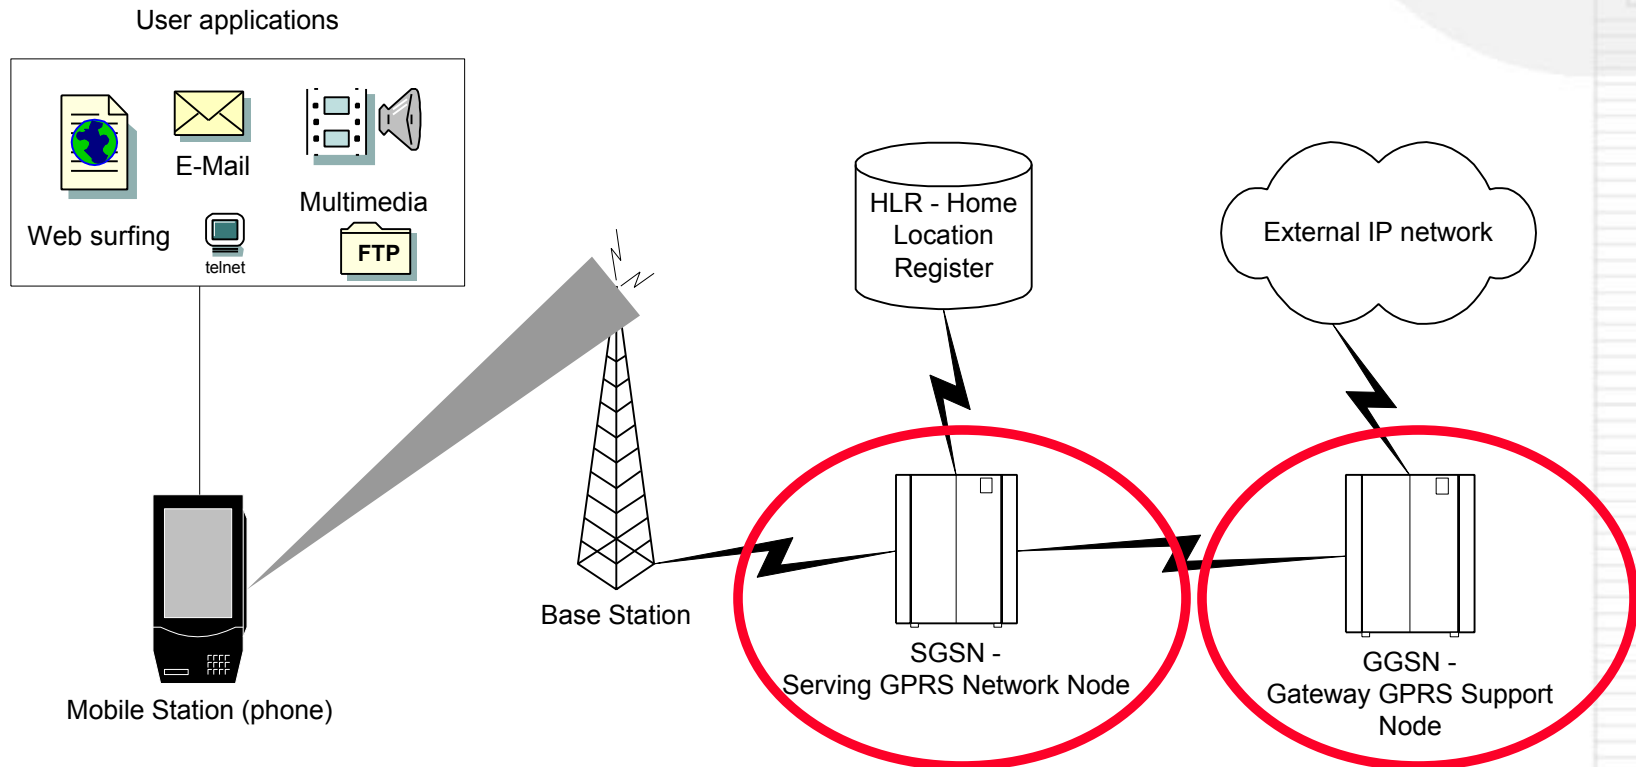 User applications
E-Mail
Multimedia
Web surfing
telnet
FTP
HLR - Home
Location
Register
External IP network
Base Station
Mobile Station (phone)
SGSN -
Serving GPRS Network Node
GGSN -
Gateway GPRS Support
Node